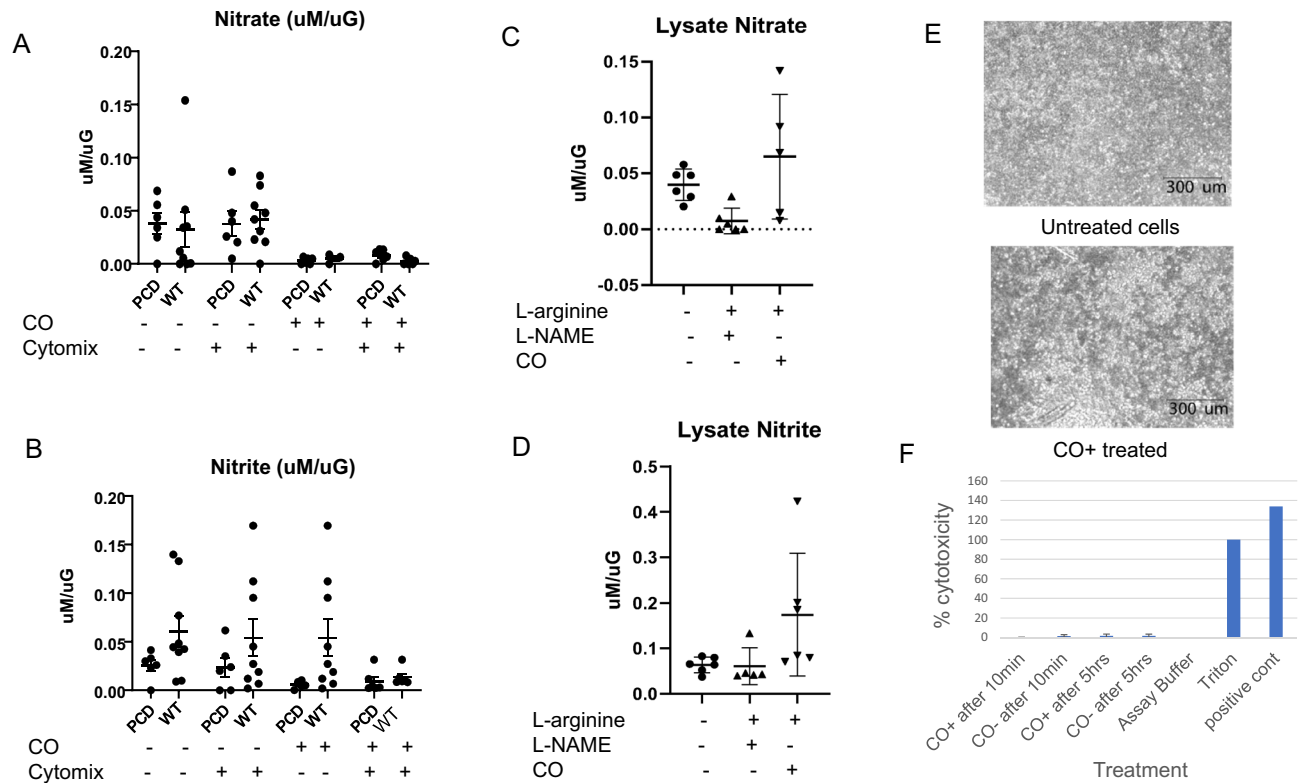 A
Nitrate (uM/uG)
uM/uG
0.20
0.15
0.10
0.05
0.00
PCD WT PCD WT PCD WT PCD WT
CO - - - - + + + +
Cytomix - - + + - - + +
B
Nitrite (uM/uG)
uM/uG
0.20
0.15
0.10
0.05
0.00
PCD WT PCD WT PCD WT PCD WT
CO - - - - + + + +
Cytomix - - + + - - + +
C
Lysate Nitrate
uM/uG
0.15
0.10
0.05
0.00
-0.05
L-arginine - + +
L-NAME - + -
CO - - +
D
Lysate Nitrite
uM/uG
0.5
0.4
0.3
0.2
0.1
0.0
L-arginine - + +
L-NAME - + -
CO - - +
E
300 um
Untreated cells
300 um
CO+ treated
F
% cytotoxicity
160
140
120
100
80
60
40
20
0
CO+ after 10min
CO- after 10min
CO+ after 5hrs
CO- after 5hrs
Assay Buffer
Triton
positive cont
Treatment